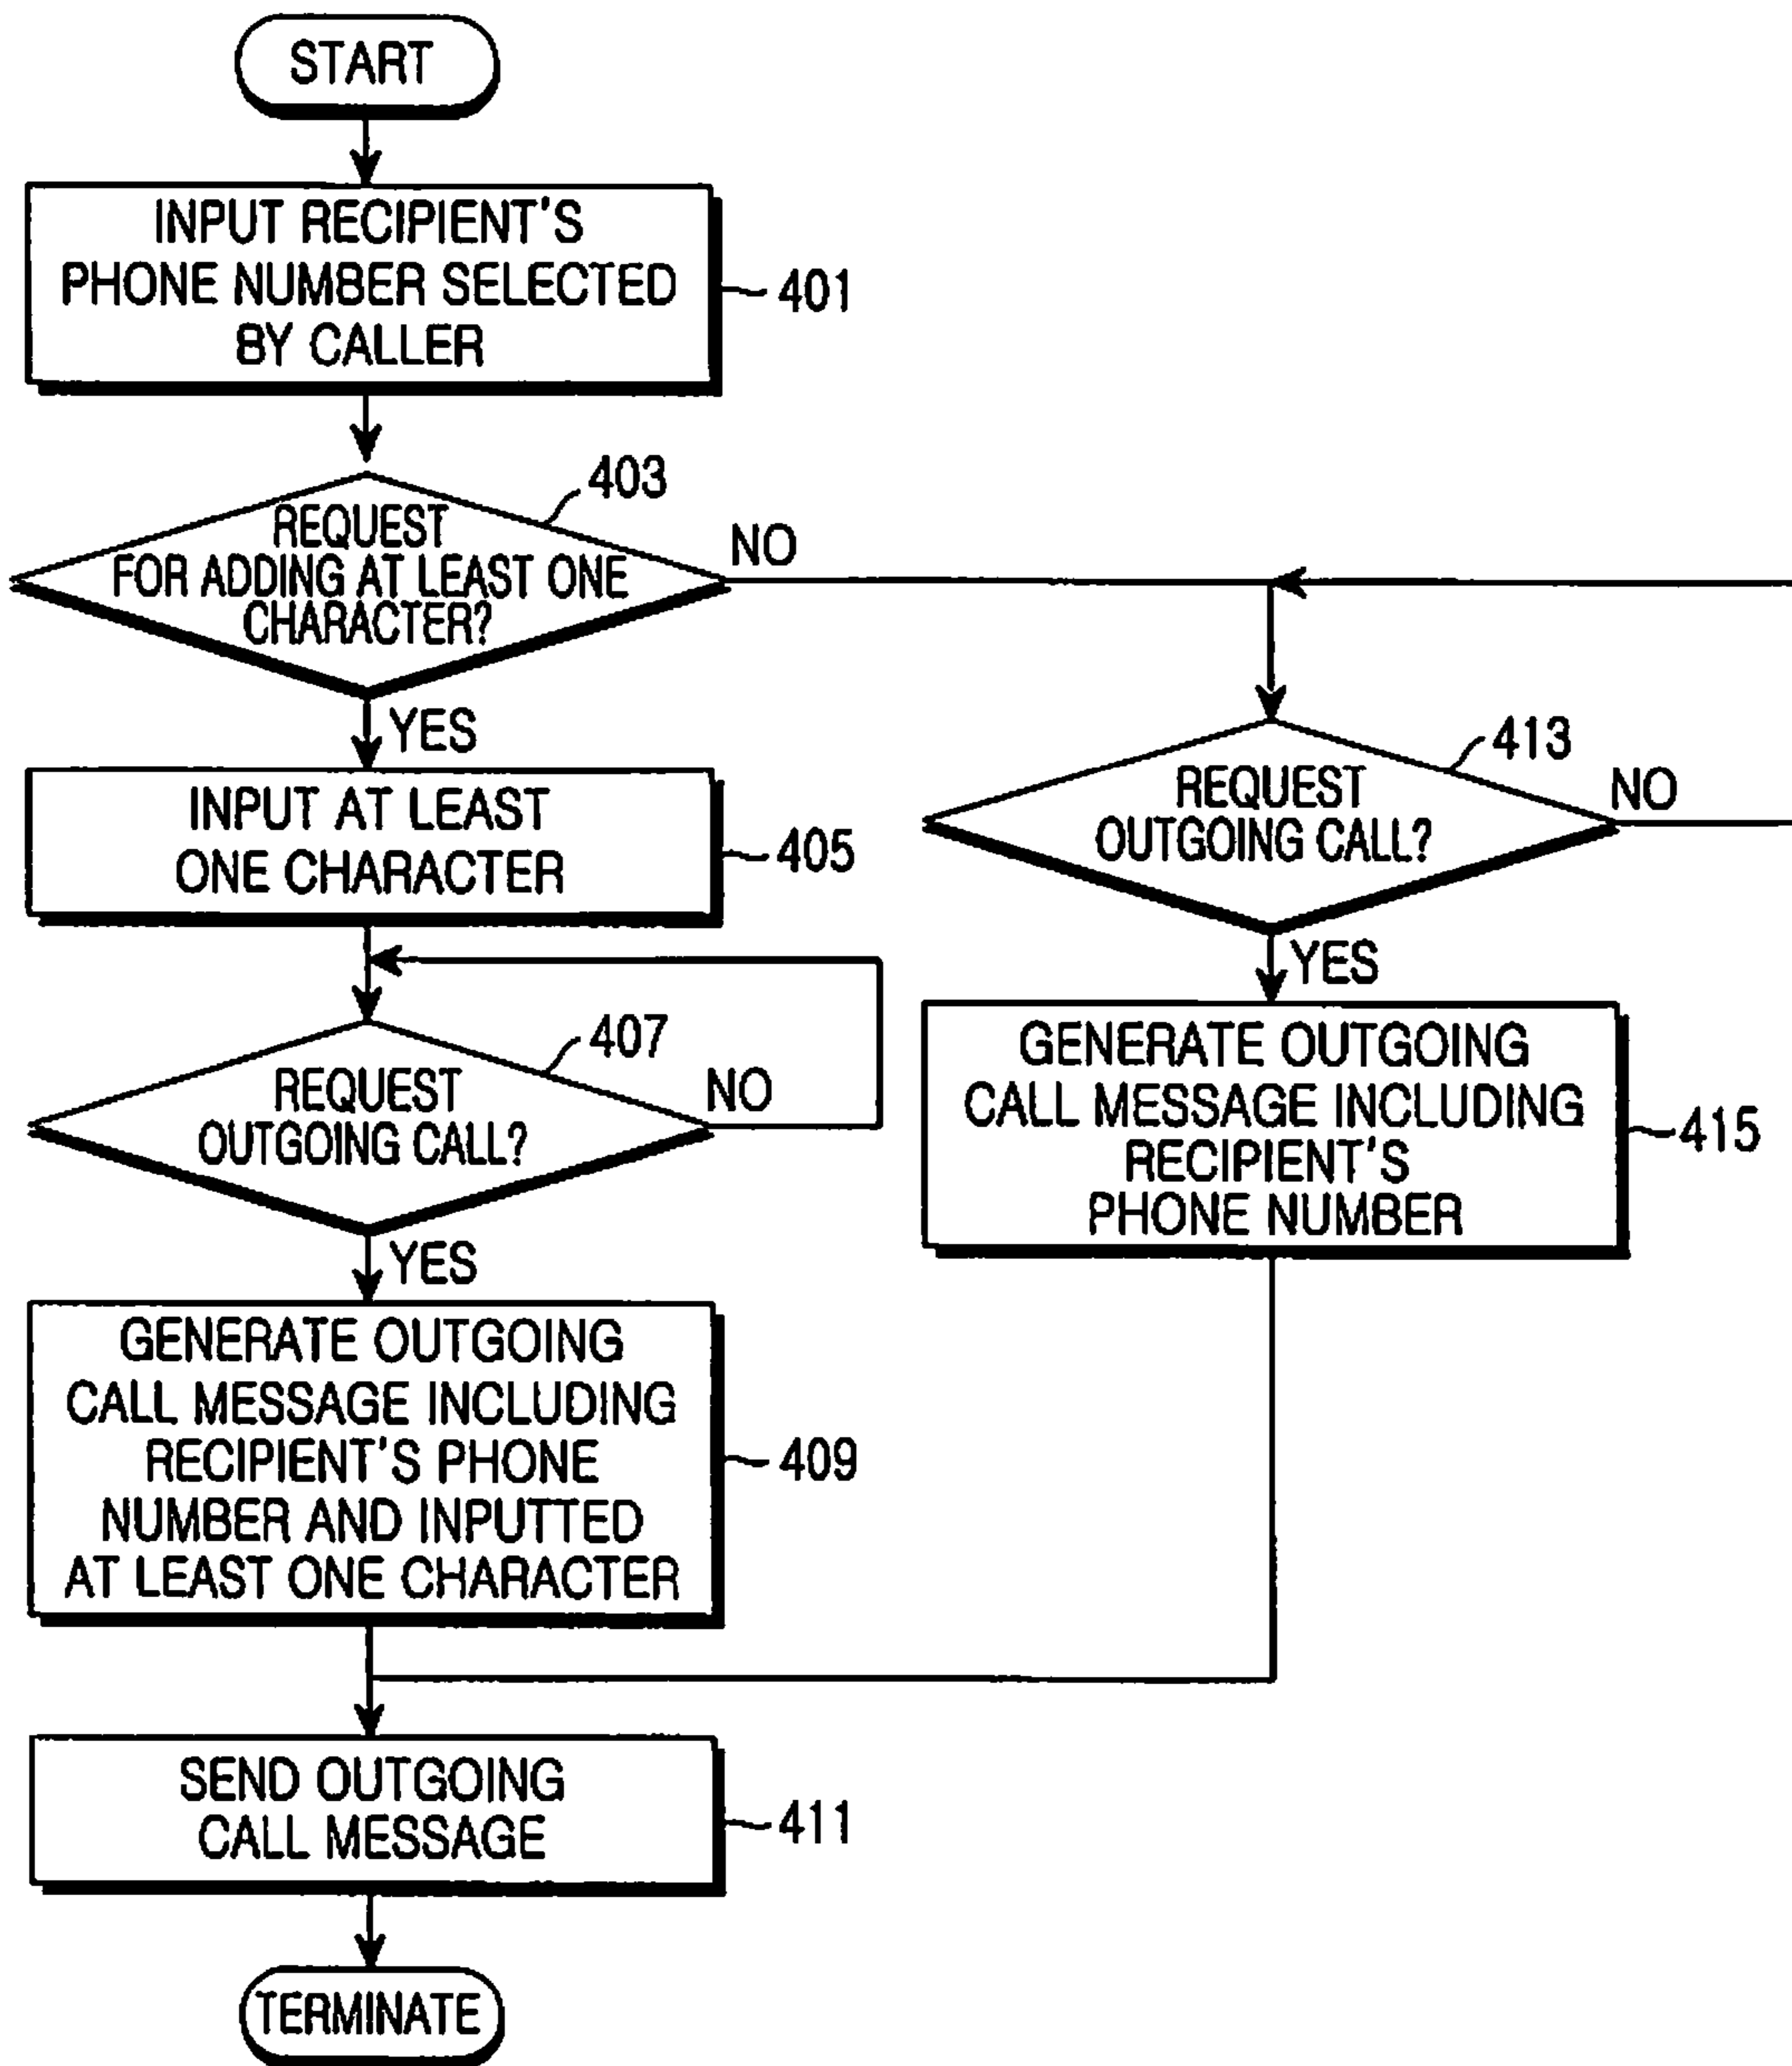 START
INPUT RECIPIENT'S
PHONE NUMBER SELECTED
BY CALLER
401
403
REQUEST
FOR ADDING AT LEAST ONE
CHARACTER?
NO
YES
INPUT AT LEAST
ONE CHARACTER
405
407
REQUEST
OUTGOING CALL?
NO
YES
GENERATE OUTGOING
CALL MESSAGE INCLUDING
RECIPIENT'S PHONE
NUMBER AND INPUTTED
AT LEAST ONE CHARACTER
409
413
REQUEST
OUTGOING CALL?
NO
YES
GENERATE OUTGOING
CALL MESSAGE INCLUDING
RECIPIENT'S
PHONE NUMBER
415
SEND OUTGOING
CALL MESSAGE
411
TERMINATE